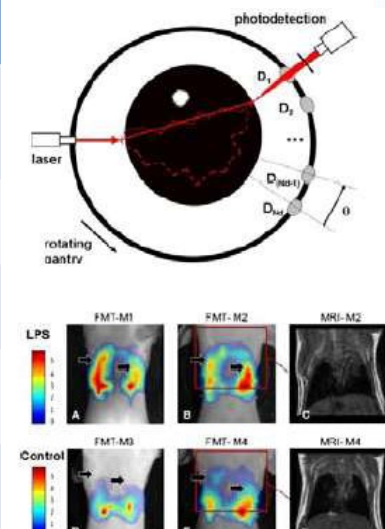 photodetection
D1
D2
...
laser
D(Nd-1)
DNd
θ
rotating
gantry
FMT-M1
FMT-M2
MRI-M2
LPS
A
B
C
FMT-M3
FMT-M4
MRI-M4
Control